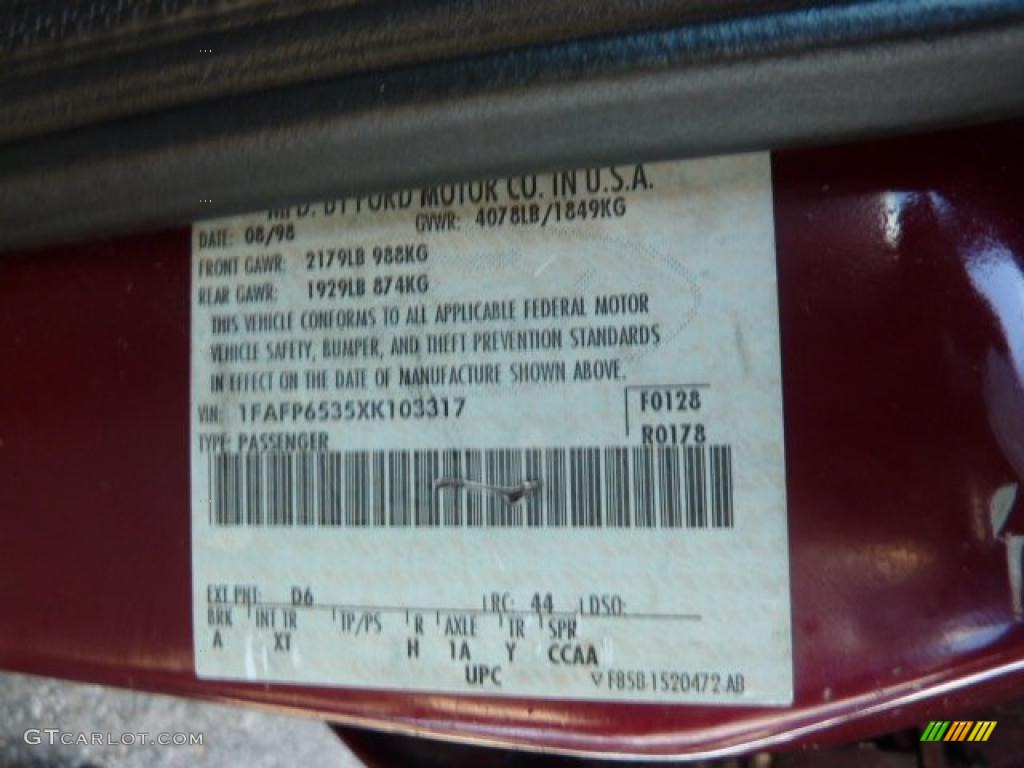 MFD. BY FORD MOTOR CO. IN U.S.A.
DATE: 08/98 GVWR: 4078LB/1849KG
FRONT GAWR: 2179LB 988KG
REAR GAWR: 1929LB 874KG
THIS VEHICLE CONFORMS TO ALL APPLICABLE FEDERAL MOTOR
VEHICLE SAFETY, BUMPER, AND THEFT PREVENTION STANDARDS
IN EFFECT ON THE DATE OF MANUFACTURE SHOWN ABOVE.
VIN: 1FAFP6535XK103317 F0128
TYPE: PASSENGER R0178
EXT PNT: D6 RC: 44 DSO:
BRK INT TR TP/PS R AXLE TR SPR
A XT H 1A Y CCAA
UPC F85B 1520472 AB
GTCARLOT.COM